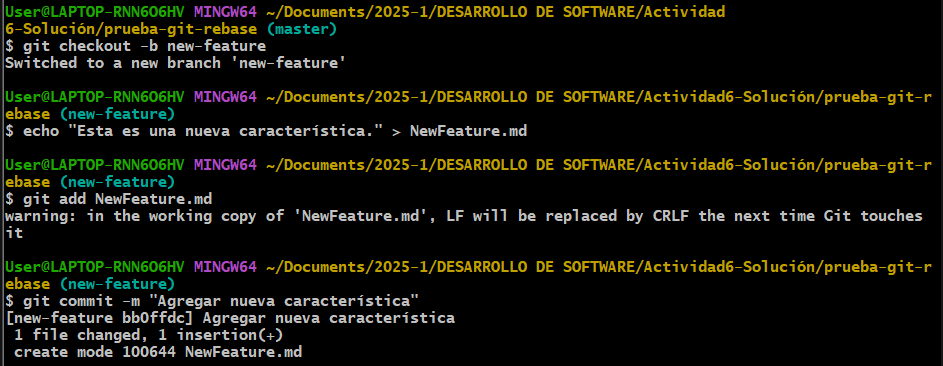 User@LAPTOP-RNN6O6HV MINGW64 ~/Documents/2025-1/DESARROLLO DE SOFTWARE/Actividad
6-Solución/prueba-git-rebase (master)
$ git checkout -b new-feature
Switched to a new branch 'new-feature'
User@LAPTOP-RNN6O6HV MINGW64 ~/Documents/2025-1/DESARROLLO DE SOFTWARE/Actividad6-Solución/prueba-git-r
ebase (new-feature)
$ echo "Esta es una nueva característica." > NewFeature.md
User@LAPTOP-RNN6O6HV MINGW64 ~/Documents/2025-1/DESARROLLO DE SOFTWARE/Actividad6-Solución/prueba-git-r
ebase (new-feature)
$ git add NewFeature.md
warning: in the working copy of 'NewFeature.md', LF will be replaced by CRLF the next time Git touches
it
User@LAPTOP-RNN6O6HV MINGW64 ~/Documents/2025-1/DESARROLLO DE SOFTWARE/Actividad6-Solución/prueba-git-r
ebase (new-feature)
$ git commit -m "Agregar nueva característica"
[new-feature bb0ffdc] Agregar nueva característica
 1 file changed, 1 insertion(+)
 create mode 100644 NewFeature.md